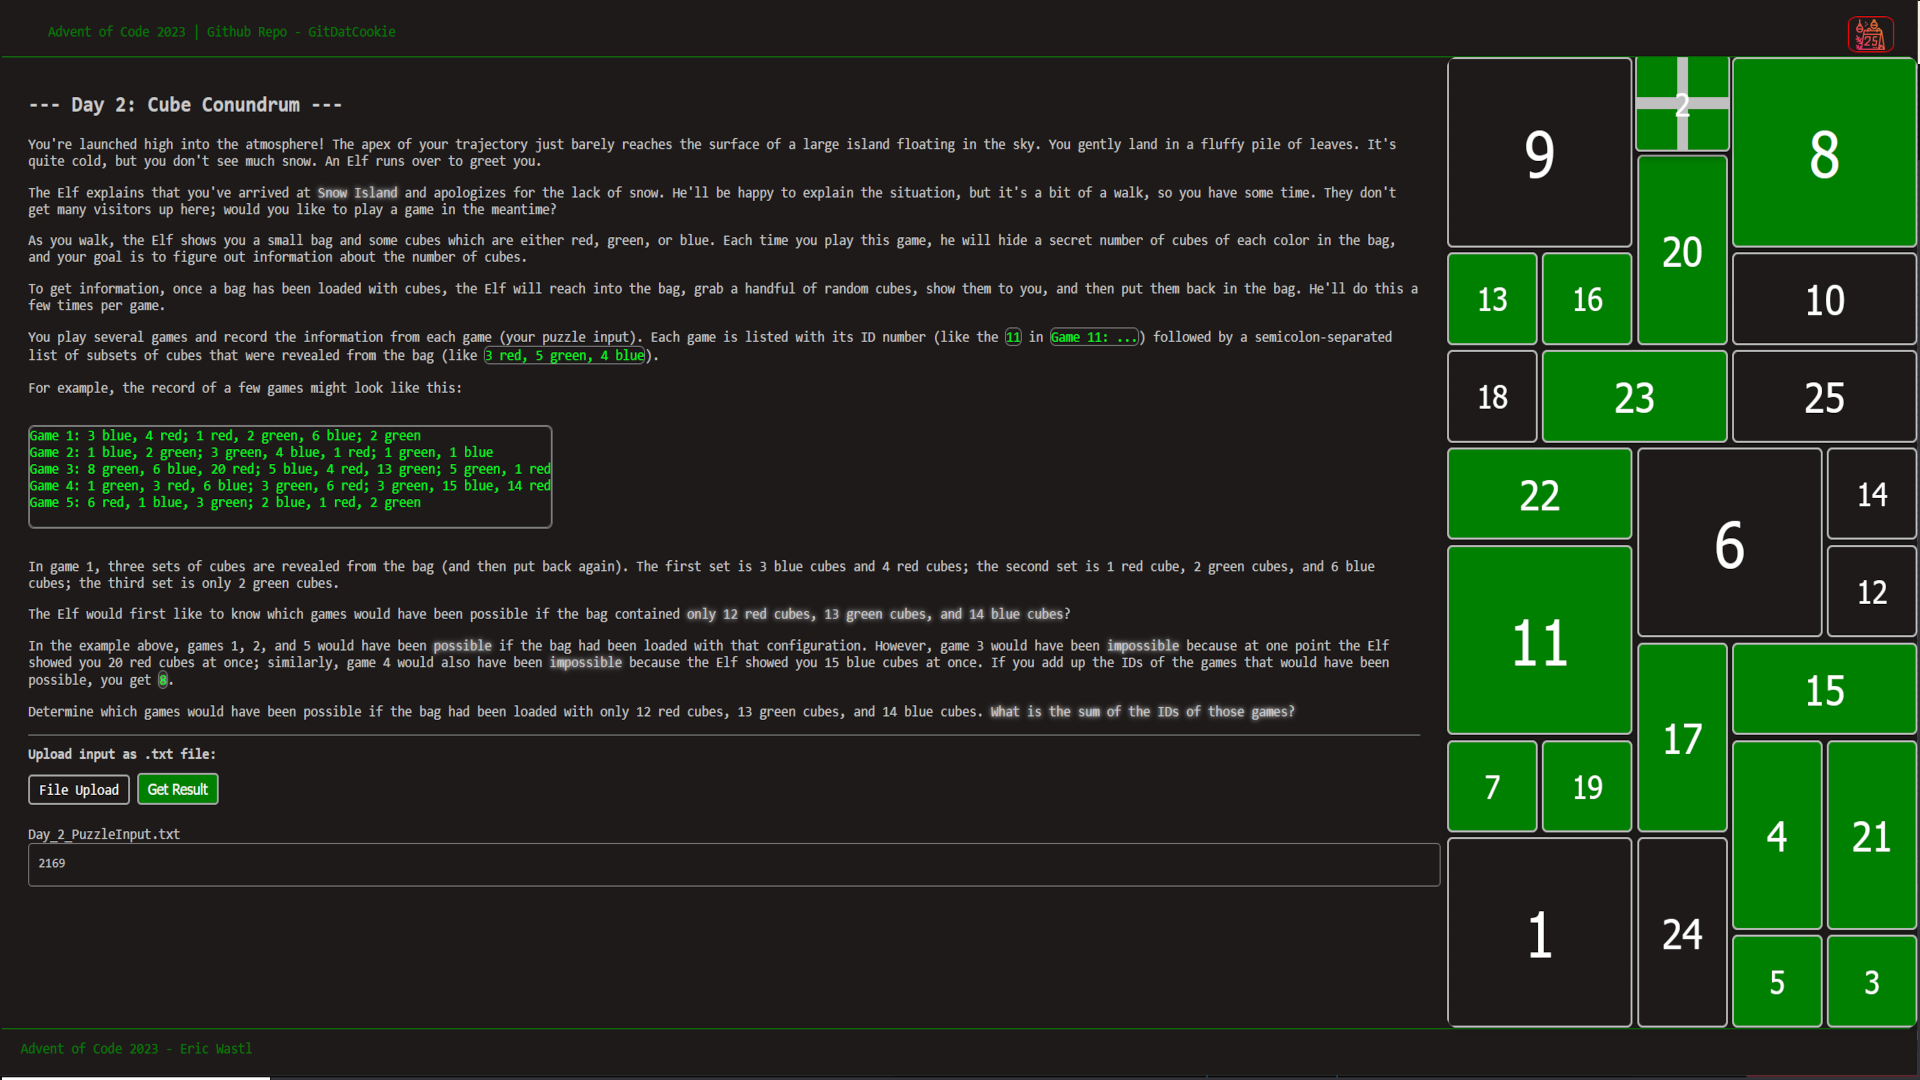 Advent of Code 2023 | Github Repo - GitDatCookie
25
--- Day 2: Cube Conundrum ---
You're launched high into the atmosphere! The apex of your trajectory just barely reaches the surface of a large island floating in the sky. You gently land in a fluffy pile of leaves. It's
quite cold, but you don't see much snow. An Elf runs over to greet you.
The Elf explains that you've arrived at Snow Island and apologizes for the lack of snow. He'll be happy to explain the situation, but it's a bit of a walk, so you have some time. They don't
get many visitors up here; would you like to play a game in the meantime?
As you walk, the Elf shows you a small bag and some cubes which are either red, green, or blue. Each time you play this game, he will hide a secret number of cubes of each color in the bag,
and your goal is to figure out information about the number of cubes.
To get information, once a bag has been loaded with cubes, the Elf will reach into the bag, grab a handful of random cubes, show them to you, and then put them back in the bag. He'll do this a
few times per game.
You play several games and record the information from each game (your puzzle input). Each game is listed with its ID number (like the 11 in Game 11: ...) followed by a semicolon-separated
list of subsets of cubes that were revealed from the bag (like 3 red, 5 green, 4 blue).
For example, the record of a few games might look like this:
Game 1: 3 blue, 4 red; 1 red, 2 green, 6 blue; 2 green
Game 2: 1 blue, 2 green; 3 green, 4 blue, 1 red; 1 green, 1 blue
Game 3: 8 green, 6 blue, 20 red; 5 blue, 4 red, 13 green; 5 green, 1 red
Game 4: 1 green, 3 red, 6 blue; 3 green, 6 red; 3 green, 15 blue, 14 red
Game 5: 6 red, 1 blue, 3 green; 2 blue, 1 red, 2 green
In game 1, three sets of cubes are revealed from the bag (and then put back again). The first set is 3 blue cubes and 4 red cubes; the second set is 1 red cube, 2 green cubes, and 6 blue
cubes; the third set is only 2 green cubes.
The Elf would first like to know which games would have been possible if the bag contained only 12 red cubes, 13 green cubes, and 14 blue cubes?
In the example above, games 1, 2, and 5 would have been possible if the bag had been loaded with that configuration. However, game 3 would have been impossible because at one point the Elf
showed you 20 red cubes at once; similarly, game 4 would also have been impossible because the Elf showed you 15 blue cubes at once. If you add up the IDs of the games that would have been
possible, you get 8.
Determine which games would have been possible if the bag had been loaded with only 12 red cubes, 13 green cubes, and 14 blue cubes. What is the sum of the IDs of those games?
Upload input as .txt file:
File Upload Get Result
Day_2_PuzzleInput.txt
2169
9
2
8
20
13
16
10
18
23
25
22
6
14
11
12
17
15
7
19
4
21
1
24
5
3
Advent of Code 2023 - Eric Wastl